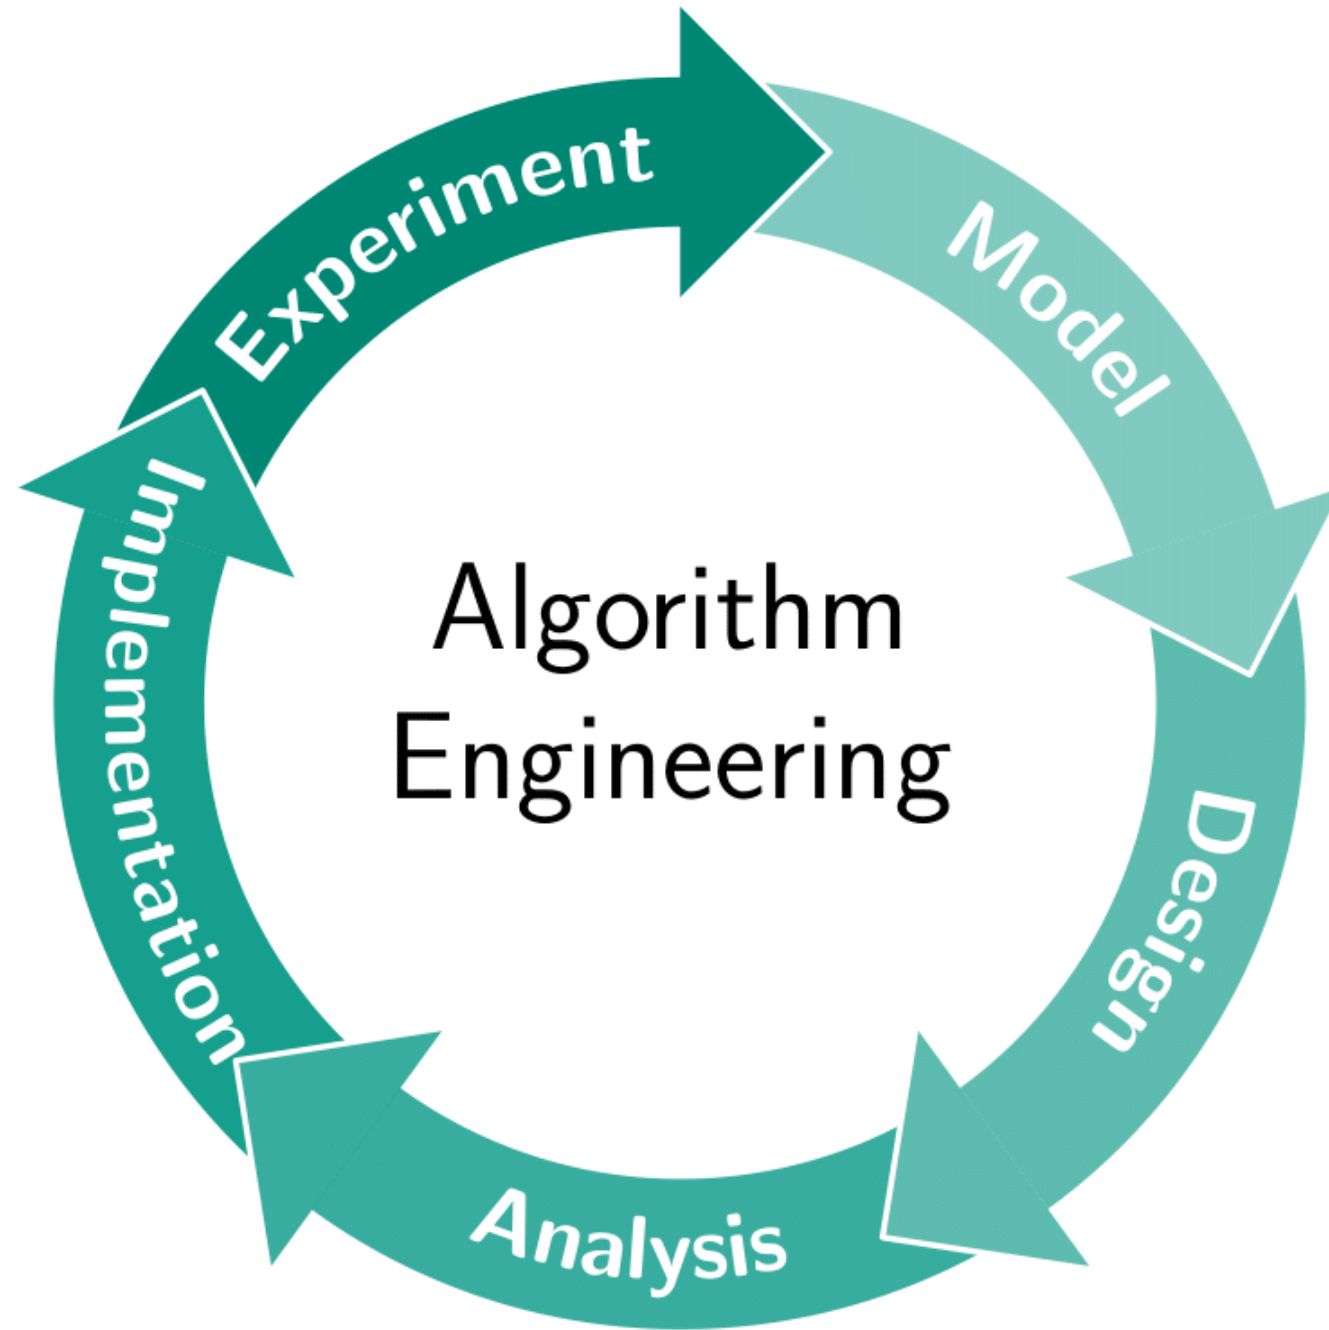 Experiment
Model
Design
Analysis
Implementation
Algorithm
Engineering